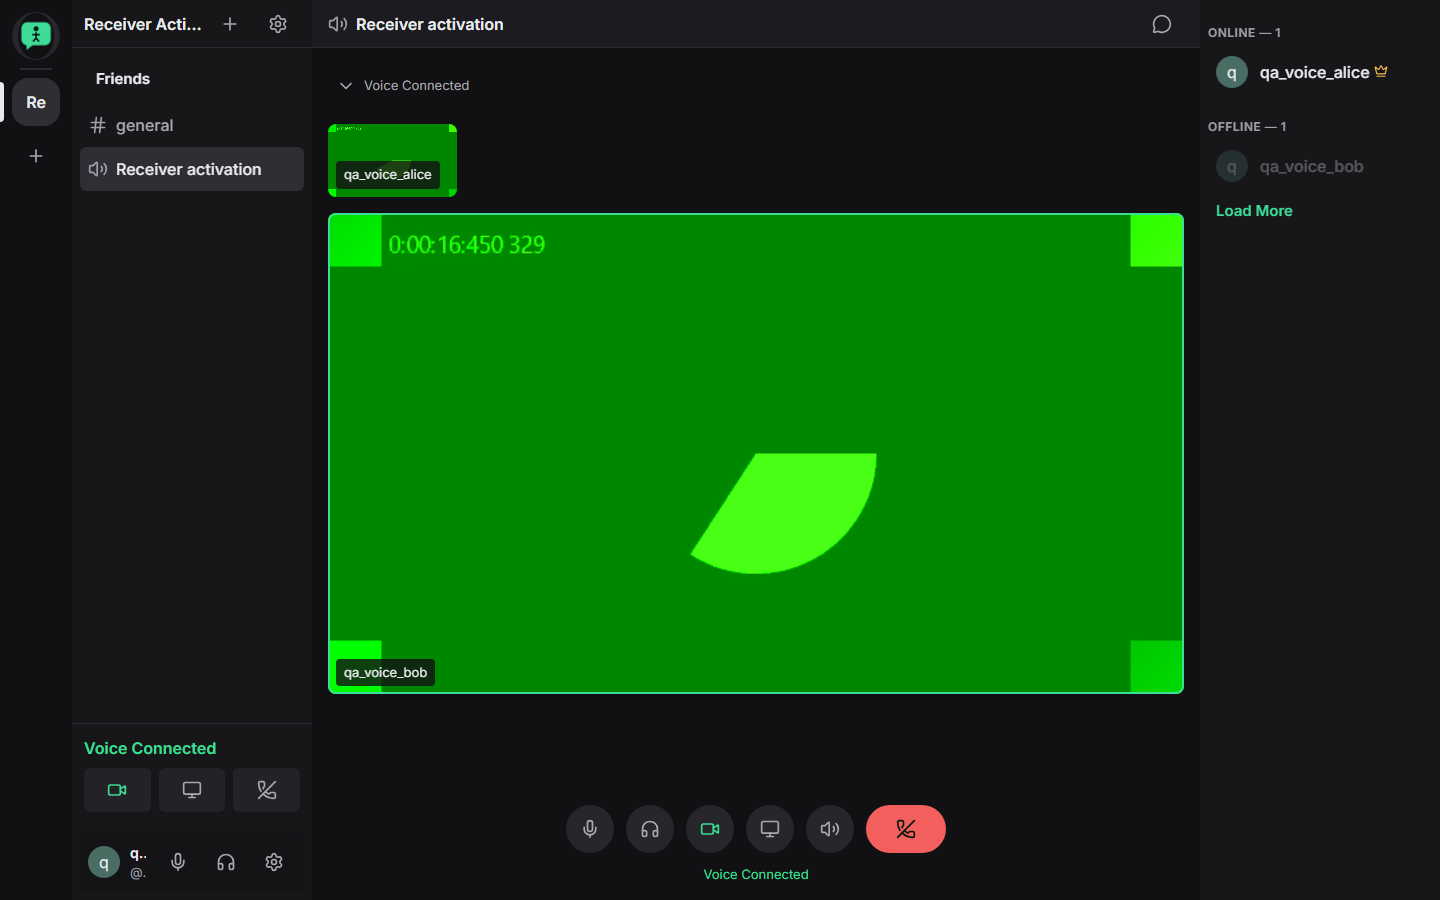 Receiver Acti...
Re
Friends
general
Receiver activation
Voice Connected
q
q..
@.
Receiver activation
Voice Connected
qa_voice_alice
0:00:16:450 329
qa_voice_bob
Voice Connected
ONLINE — 1
q
qa_voice_alice
OFFLINE — 1
q
qa_voice_bob
Load More